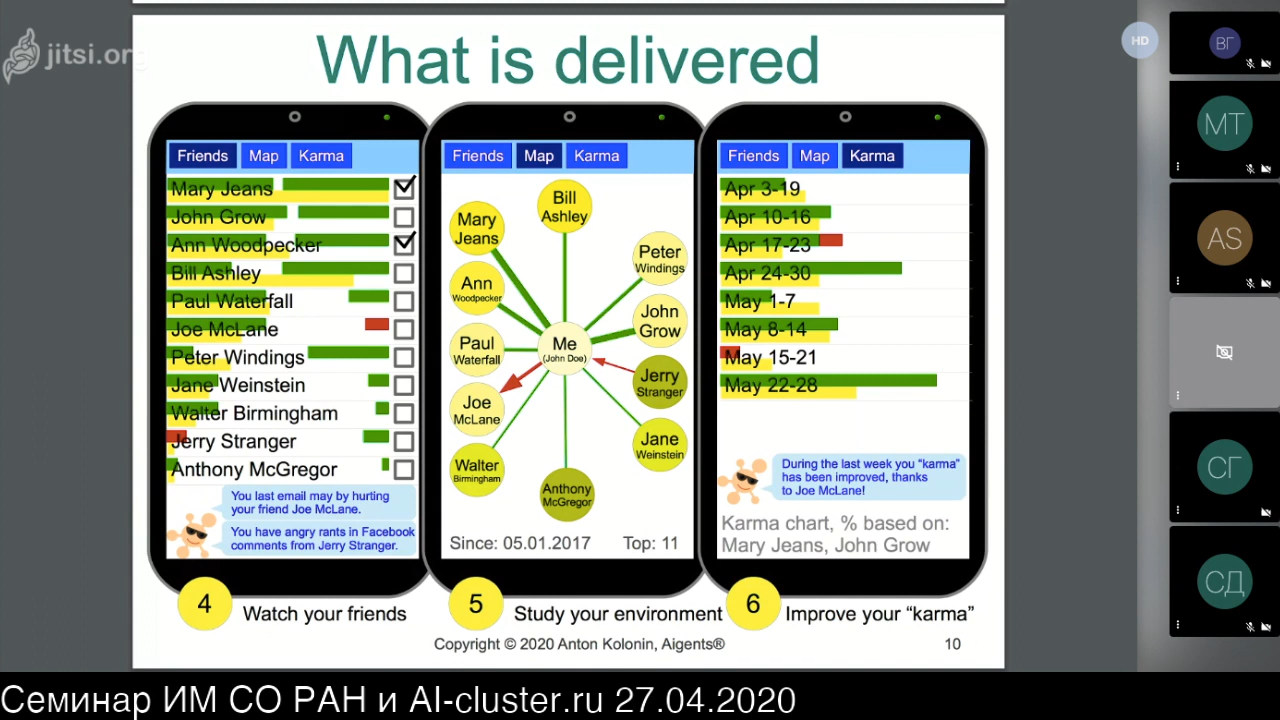 jitsi.org
What is delivered
HD
ВГ
МТ
AS
СГ
СД
Friends Map Karma
Mary Jeans
John Grow
Ann Woodpecker
Bill Ashley
Paul Waterfall
Joe McLane
Peter Windings
Jane Weinstein
Walter Birmingham
Jerry Stranger
Anthony McGregor
You last email may by hurting
your friend Joe McLane.
You have angry rants in Facebook
comments from Jerry Stranger.
Friends Map Karma
Bill
Ashley
Mary
Jeans
Peter
Windings
Ann
Woodpecker
John
Grow
Paul
Waterfall
Me
(John Doe)
Jerry
Stranger
Joe
McLane
Jane
Weinstein
Walter
Birmingham
Anthony
McGregor
Since: 05.01.2017 Top: 11
Friends Map Karma
Apr 3-19
Apr 10-16
Apr 17-23
Apr 24-30
May 1-7
May 8-14
May 15-21
May 22-28
During the last week you “karma”
has been improved, thanks
to Joe McLane!
Karma chart, % based on:
Mary Jeans, John Grow
4 Watch your friends
5 Study your environment
6 Improve your “karma”
Copyright © 2020 Anton Kolonin, Aigents®
10
Семинар ИМ СО РАН и AI-cluster.ru 27.04.2020